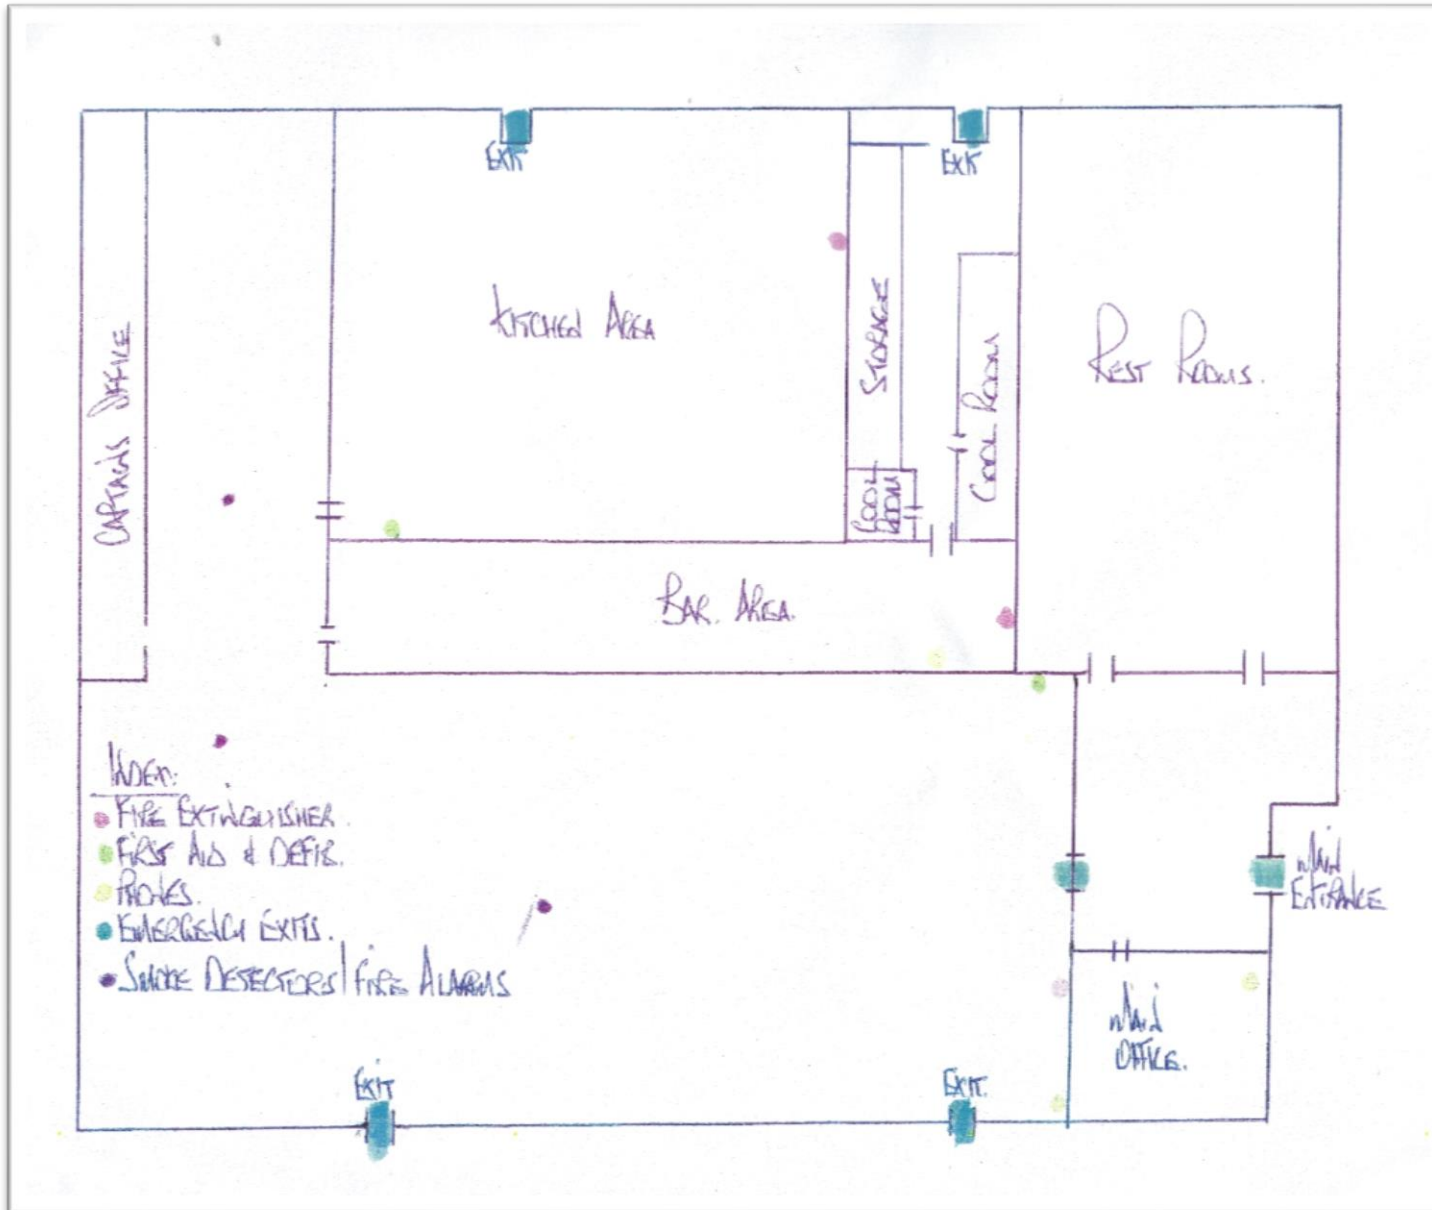 EXIT
EXIT
KITCHEN AREA
STORAGE
COOL ROOM
REST ROOMS.
CAPTAINS OFFICE
COOL
ROOM
BAR. AREA.
INDEX:
FIRE EXTINGUISHER.
FIRST AID & DEFIB.
PHONES.
EMERGENCY EXITS.
SMOKE DETECTORS/FIRE ALARMS
MAIN
ENTRANCE
MAIN
OFFICE.
EXIT
EXIT.